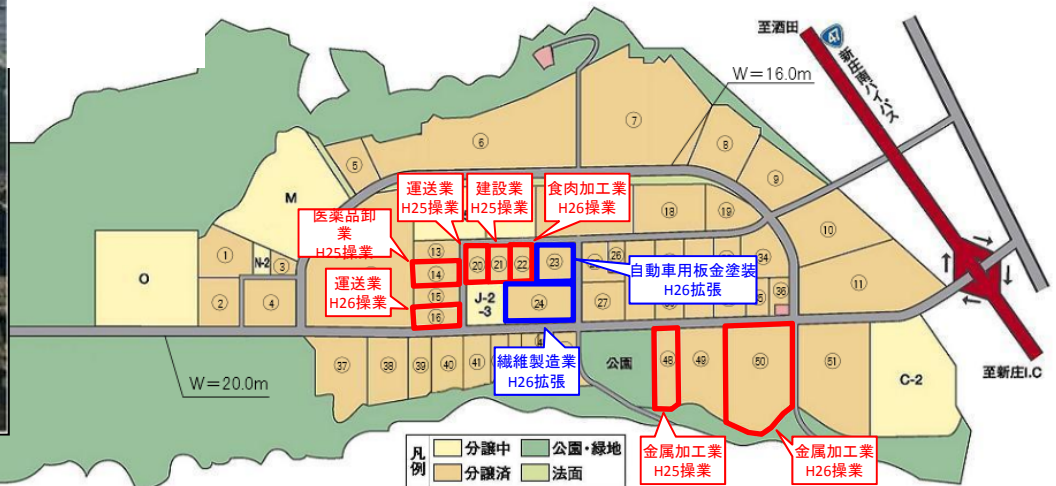 至酒田
47
新庄南バイパス
W=16.0m
⑦
⑥
⑧
⑤
⑨
運送業
H25操業
建設業
H25操業
食肉加工業
H26操業
M
医薬品卸
業
H25操業
⑱
⑲
⑩
①
N-2
③
⑬
⑳
㉑
㉒
㉓
㉖
㉞
O
⑭
自動車用板金塗装
H26拡張
⑪
運送業
H26操業
⑮
J-2
-3
②
④
⑯
㉔
㉗
㊱
繊維製造業
H26拡張
公園
㊲
㊳
㊴
㊵
㊶
㊽
㊾
㊿
51
C-2
至新庄I.C
W=20.0m
凡例
分譲中
公園・緑地
分譲済
法面
金属加工業
H25操業
金属加工業
H26操業